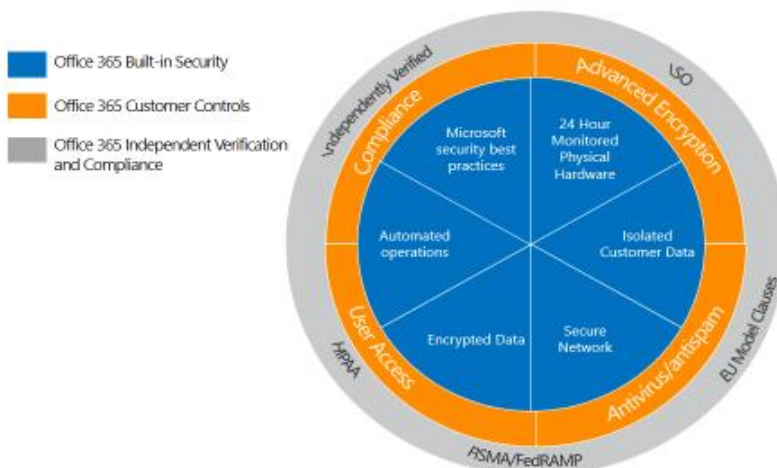 Office 365 Built-in Security
Office 365 Customer Controls
Office 365 Independent Verification
and Compliance
Independently Verified
ISO
EU Model Clauses
FISMA/FedRAMP
HIPAA
Compliance
Advanced Encryption
Antivirus/antispam
User Access
Microsoft
security best
practices
24 Hour
Monitored
Physical
Hardware
Isolated
Customer Data
Secure
Network
Encrypted Data
Automated
operations